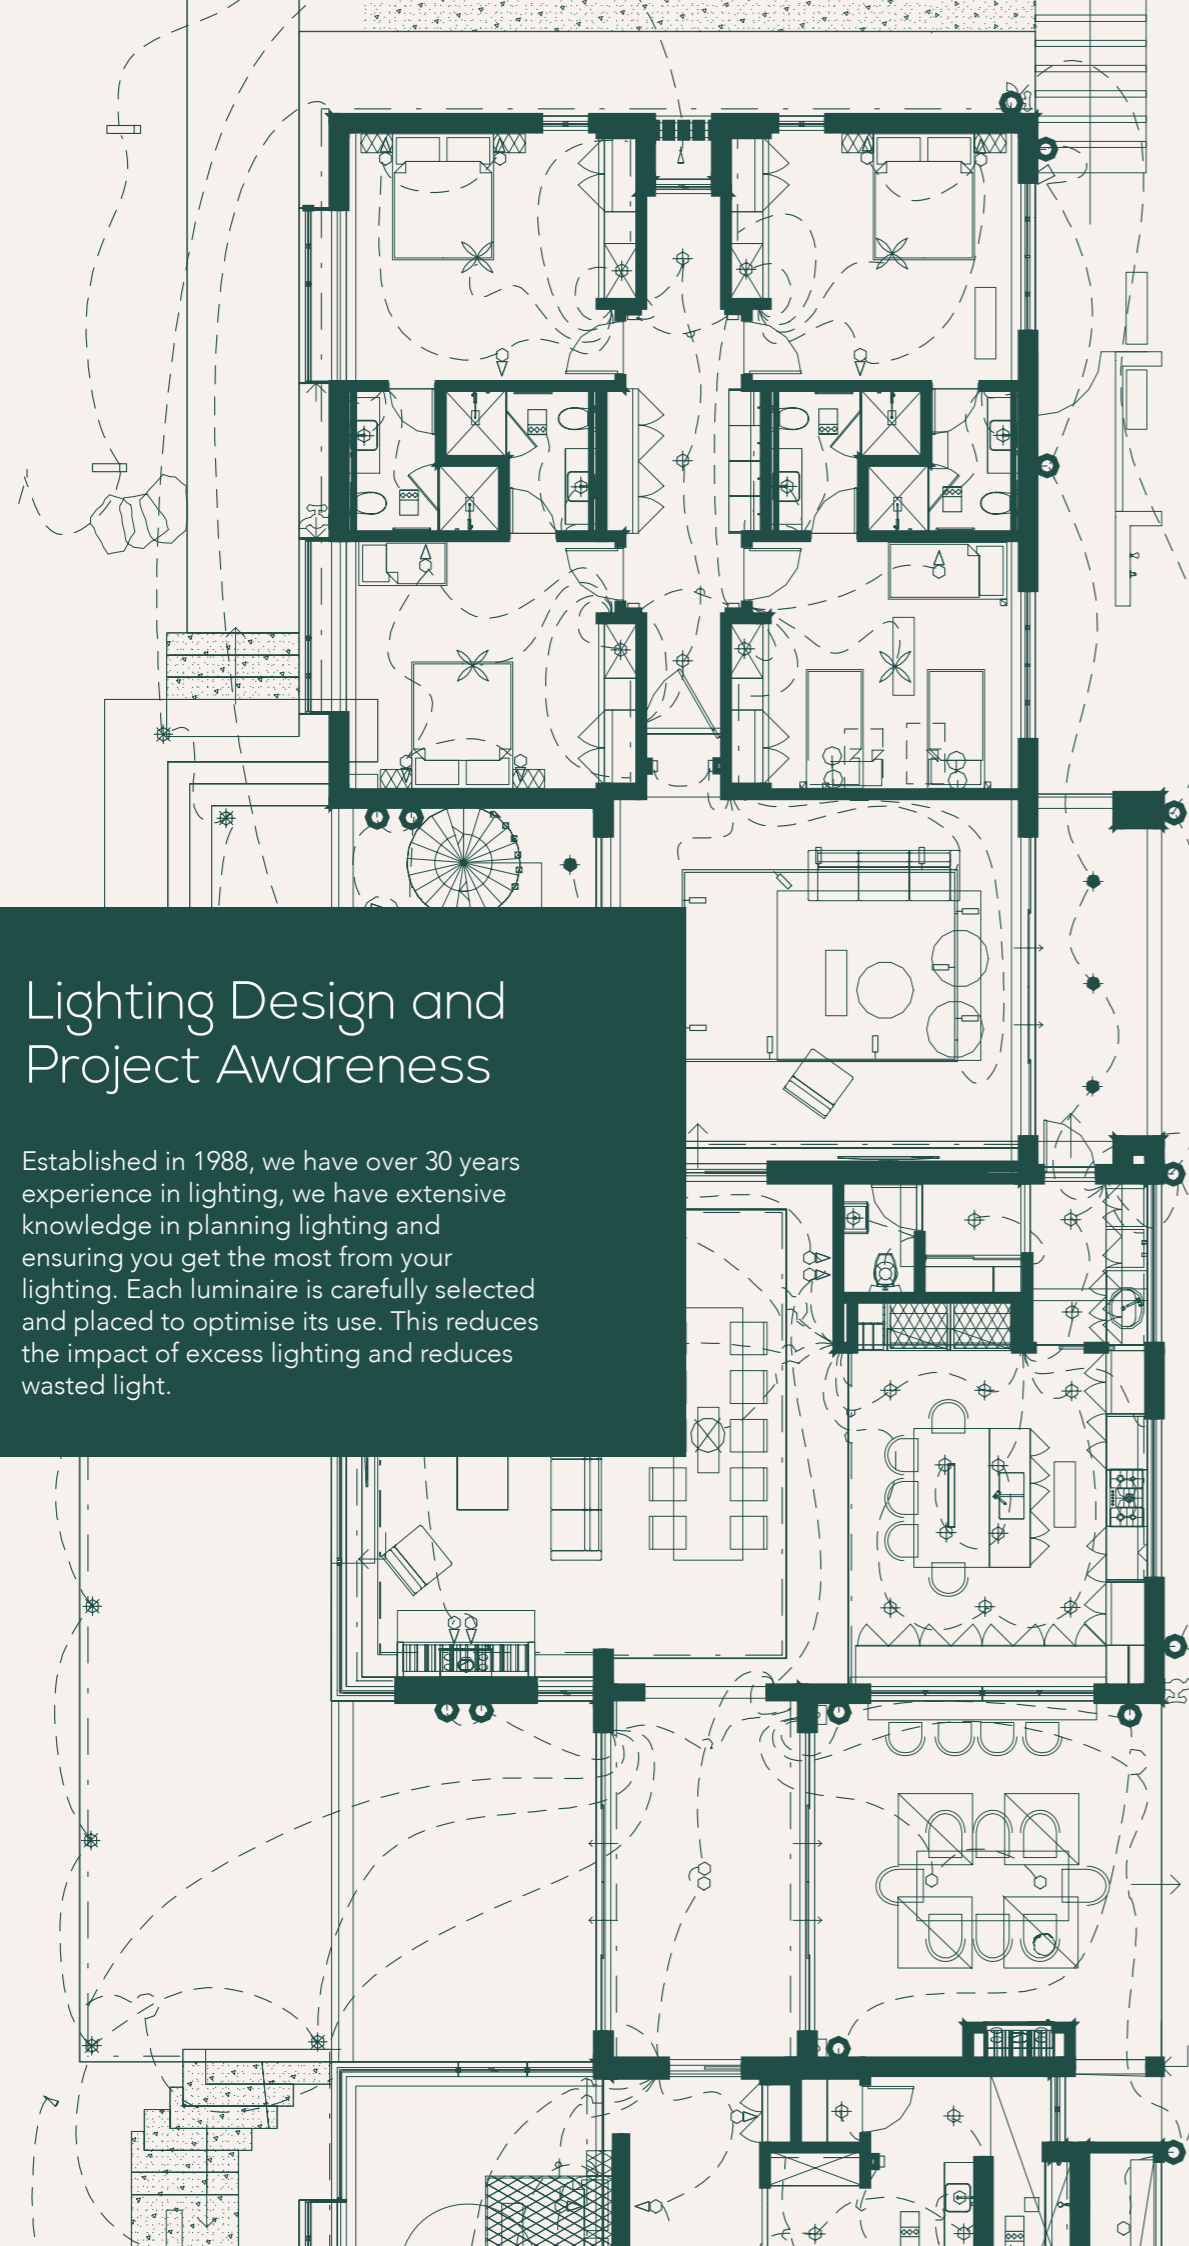 Lighting Design and
Project Awareness
Established in 1988, we have over 30 years
experience in lighting, we have extensive
knowledge in planning lighting and
ensuring you get the most from your
lighting. Each luminaire is carefully selected
and placed to optimise its use. This reduces
the impact of excess lighting and reduces
wasted light.